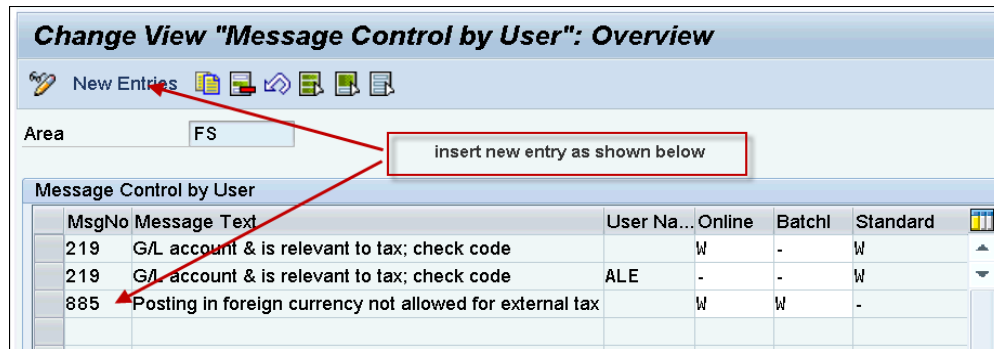 Change View "Message Control by User": Overview
New Entries
Area FS
insert new entry as shown below
Message Control by User
MsgNo Message Text User Na... Online BatchI Standard
219 G/L account & is relevant to tax; check code W - W
219 G/L account & is relevant to tax; check code ALE - - W
885 Posting in foreign currency not allowed for external tax W W -